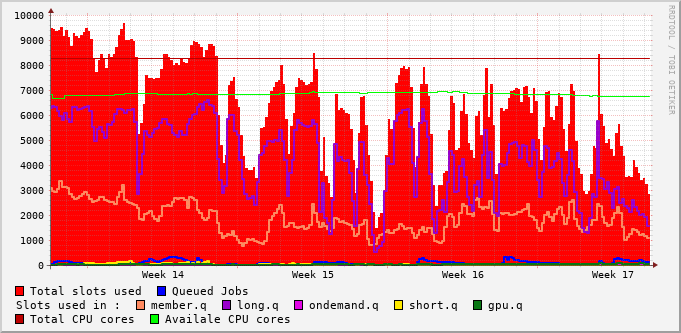 10000
9000
8000
7000
6000
5000
4000
3000
2000
1000
0
Week 14 Week 15 Week 16 Week 17
RRDTOOL / TOBI OETIKER
Total slots used Queued Jobs
Slots used in : member.q long.q ondemand.q short.q gpu.q
Total CPU cores Availale CPU cores